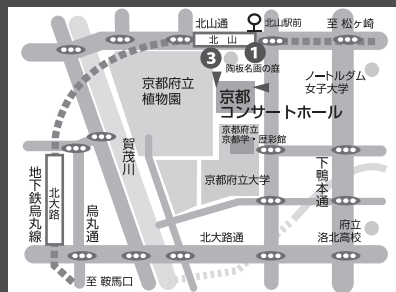 北山通
北山駅前
至 松ヶ崎
北 山
❸
❶
陶板名画の庭
京都府立
植物園
京都
コンサートホール
ノートルダム
女子大学
賀茂川
京都府立
京都学・歴彩館
下鴨本通
地下鉄烏丸線
北大路
烏丸通
京都府立大学
北大路通
府立
洛北高校
至 鞍馬口